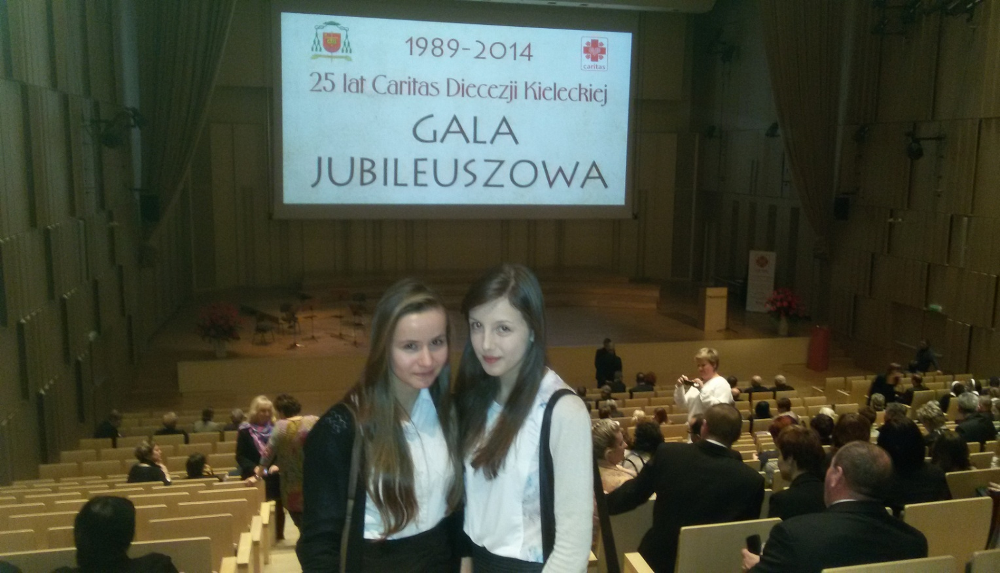 1989-2014
caritas
25 lat Caritas Diecezji Kieleckiej
GALA
JUBILEUSZOWA